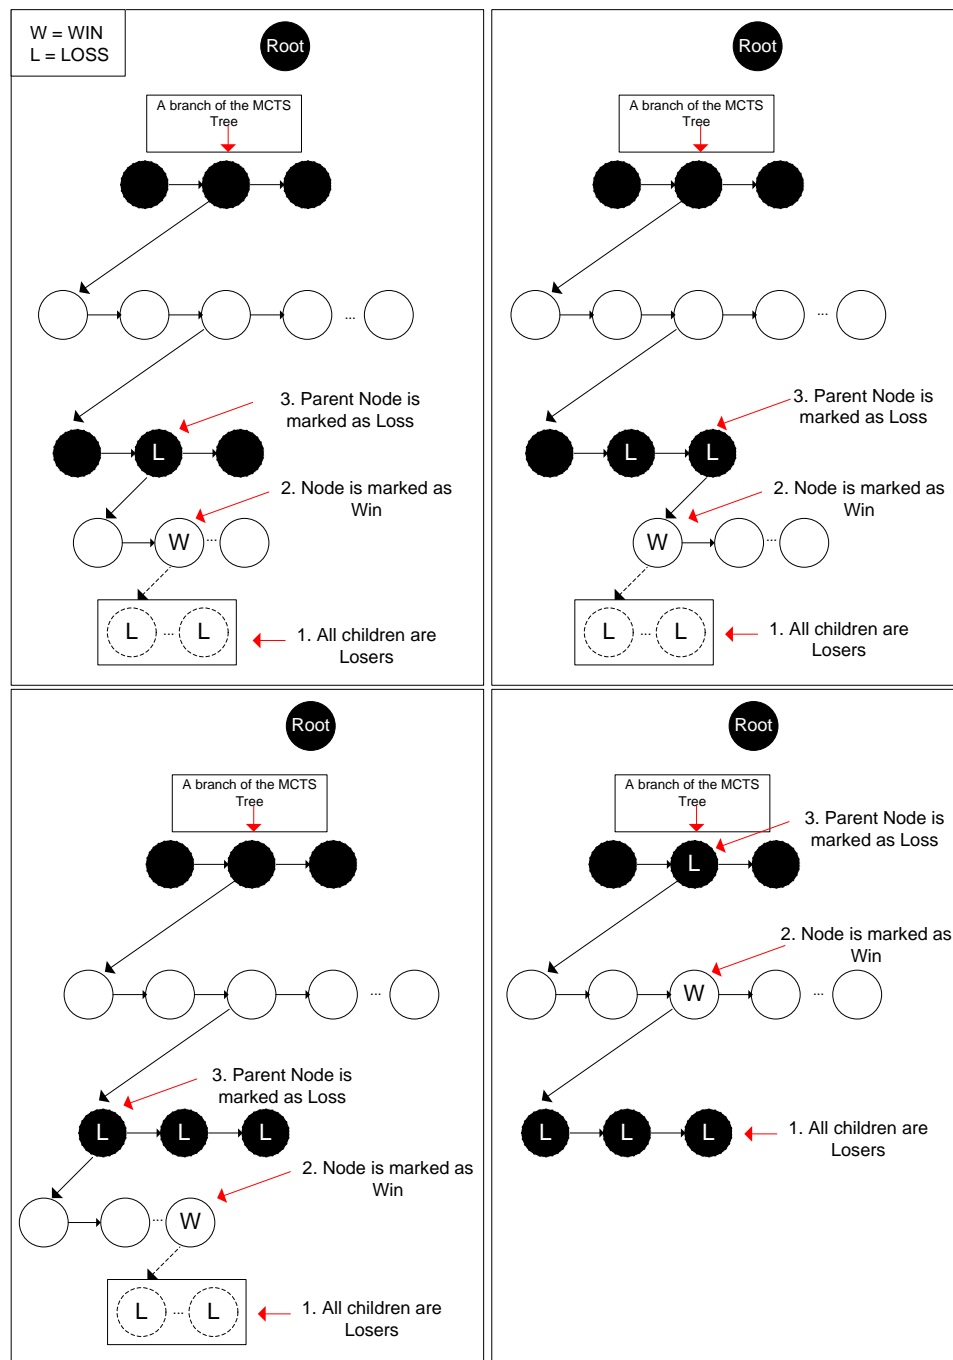 W = WIN
L = LOSS
Root
A branch of the MCTS
Tree
3. Parent Node is
marked as Loss
L
2. Node is marked as
Win
W
...
...
L ... L
1. All children are
Losers
Root
A branch of the MCTS
Tree
...
3. Parent Node is
marked as Loss
L L
2. Node is marked as
Win
W
...
L ... L
1. All children are
Losers
Root
A branch of the MCTS
Tree
...
3. Parent Node is
marked as Loss
L L L
2. Node is marked as
Win
... W
L ... L
1. All children are
Losers
Root
A branch of the MCTS
Tree
3. Parent Node is
marked as Loss
L
2. Node is marked as
Win
W ...
L L L
1. All children are
Losers